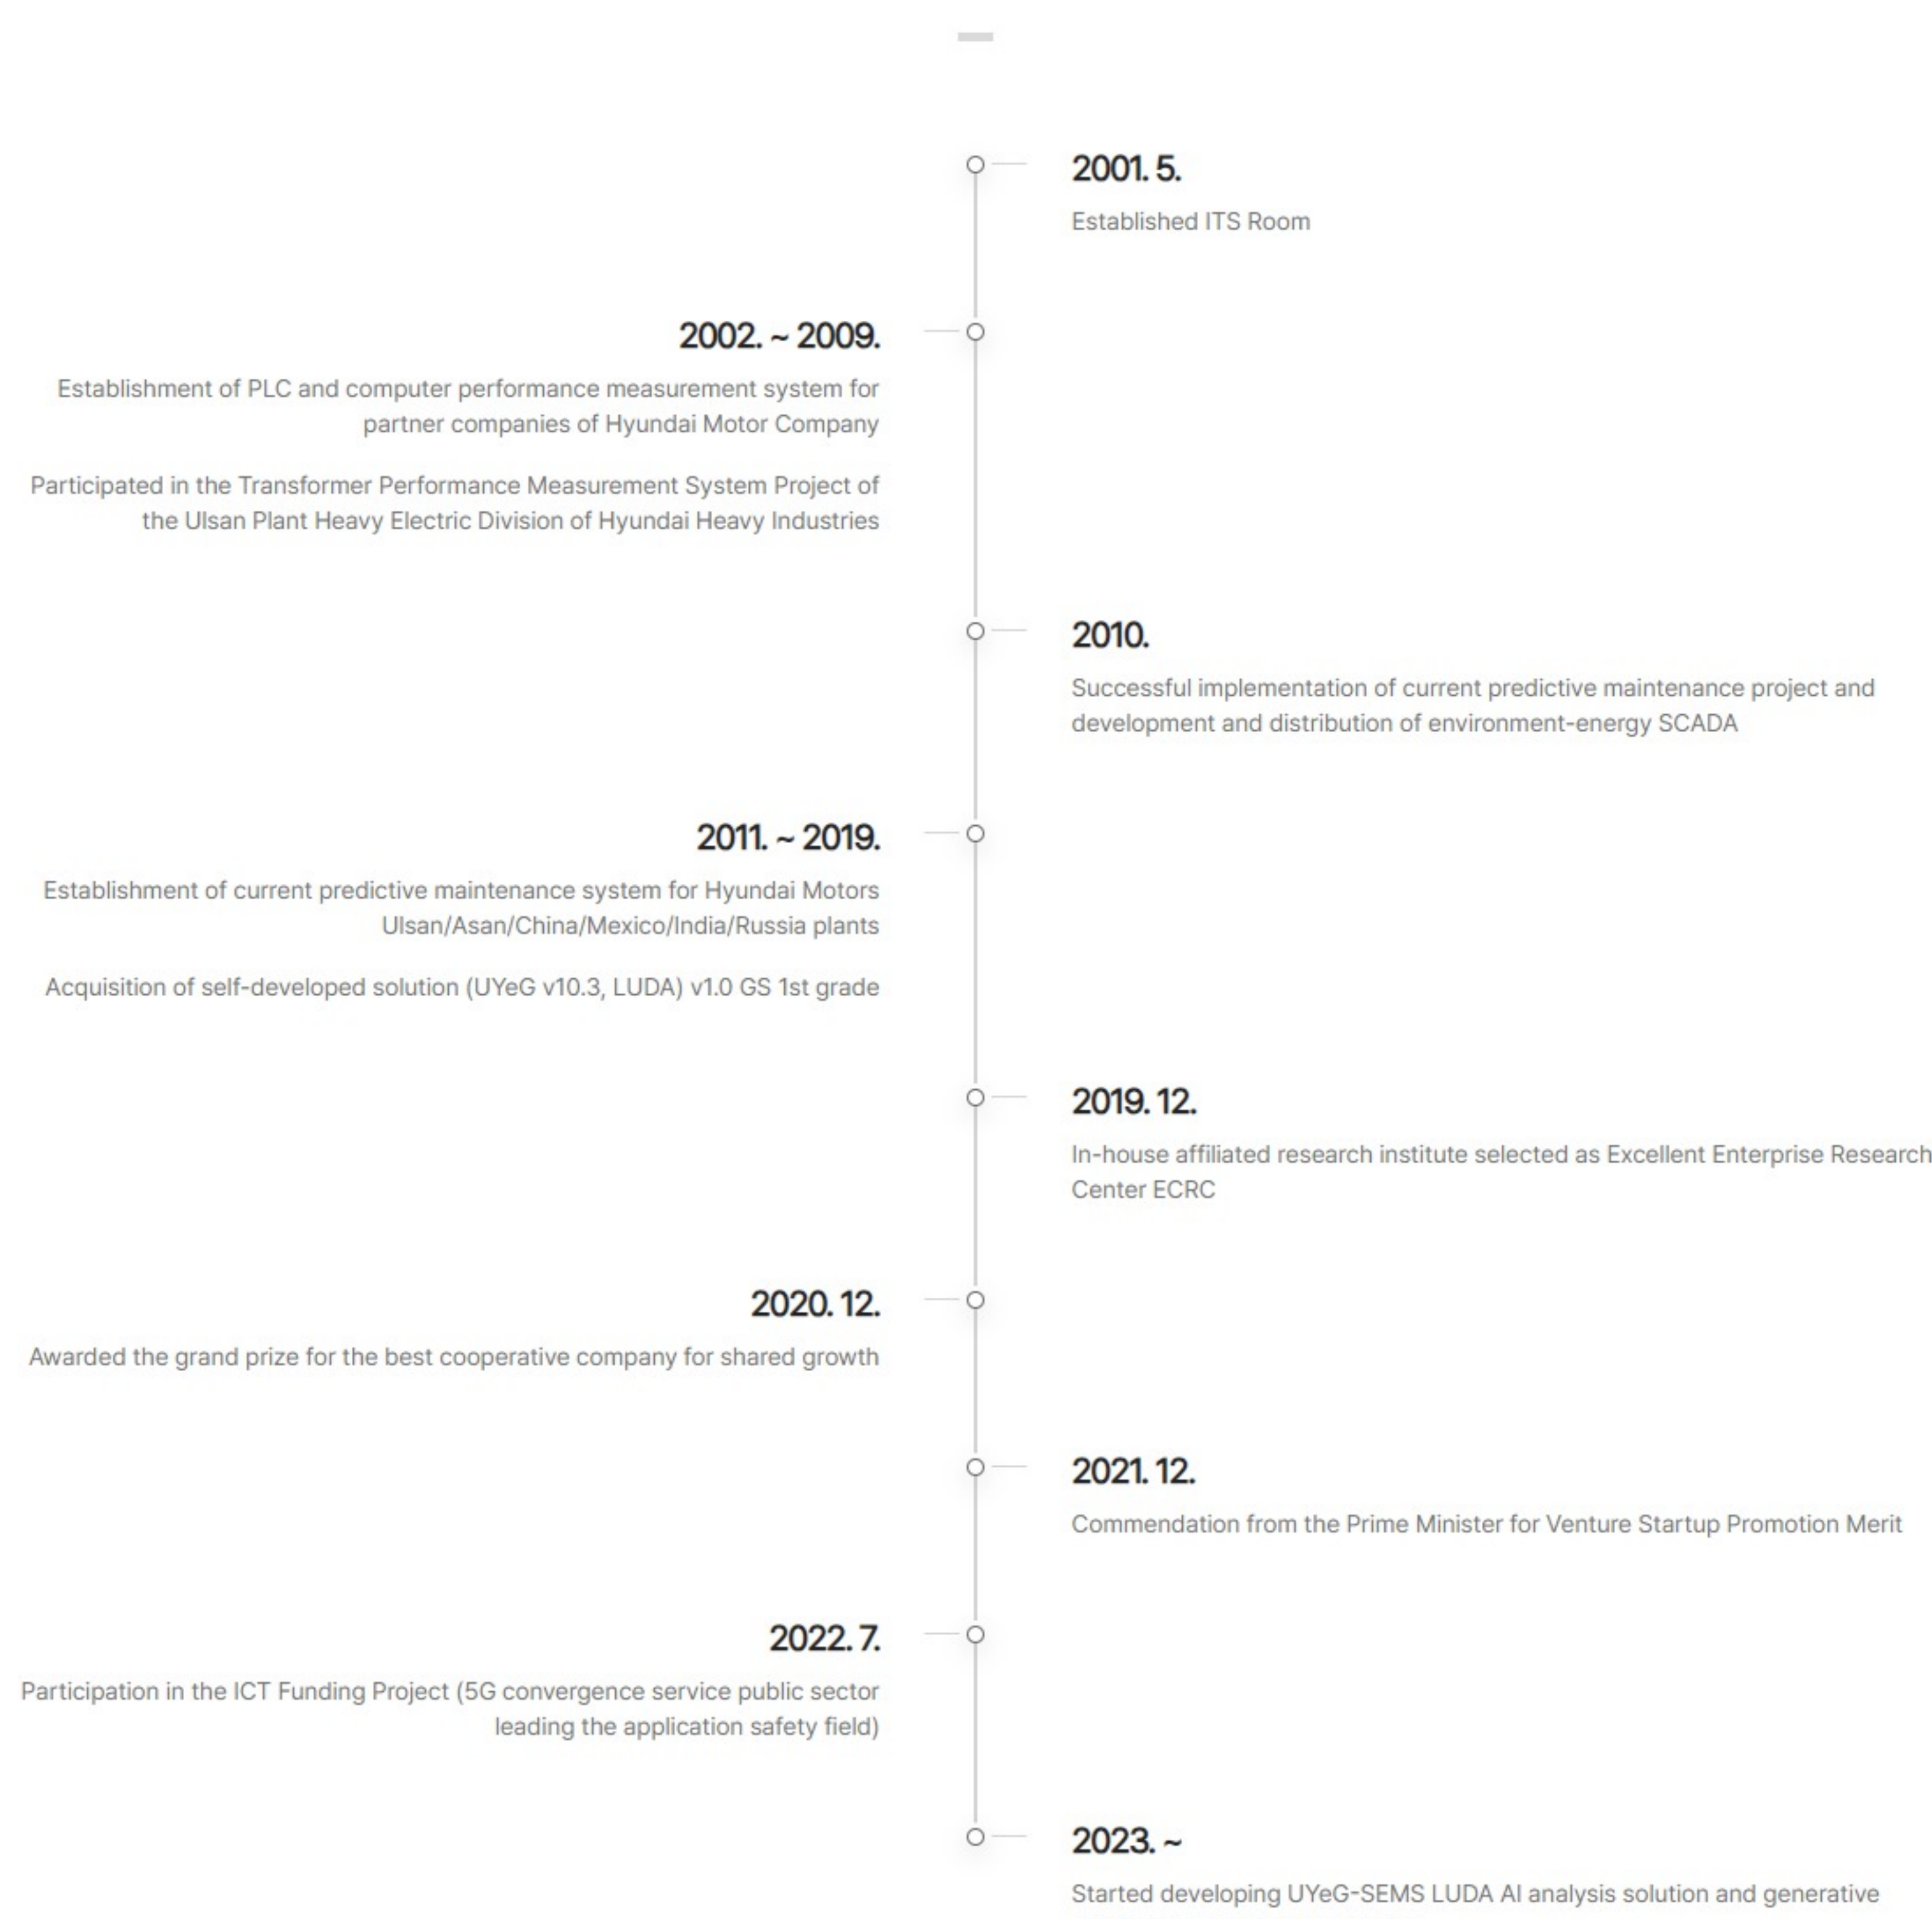 2001. 5.
Established ITS Room
2002. ~ 2009.
Establishment of PLC and computer performance measurement system for
partner companies of Hyundai Motor Company
Participated in the Transformer Performance Measurement System Project of
the Ulsan Plant Heavy Electric Division of Hyundai Heavy Industries
2010.
Successful implementation of current predictive maintenance project and
development and distribution of environment-energy SCADA
2011. ~ 2019.
Establishment of current predictive maintenance system for Hyundai Motors
Ulsan/Asan/China/Mexico/India/Russia plants
Acquisition of self-developed solution (UYeG v10.3, LUDA) v1.0 GS 1st grade
2019. 12.
In-house affiliated research institute selected as Excellent Enterprise Research
Center ECRC
2020. 12.
Awarded the grand prize for the best cooperative company for shared growth
2021. 12.
Commendation from the Prime Minister for Venture Startup Promotion Merit
2022. 7.
Participation in the ICT Funding Project (5G convergence service public sector
leading the application safety field)
2023. ~
Started developing UYeG-SEMS LUDA AI analysis solution and generative